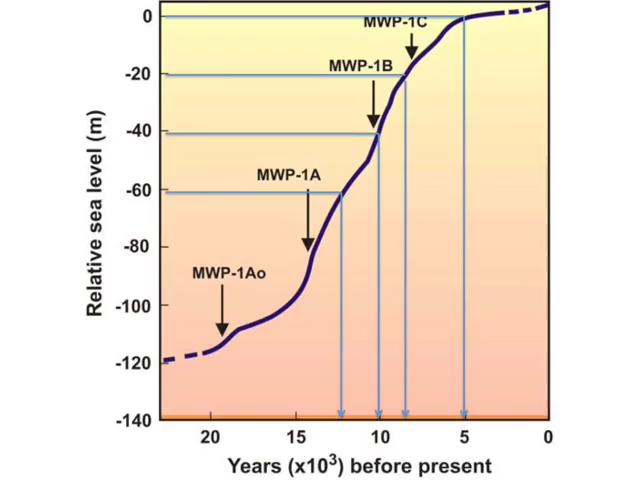 0
MWP-1C
MWP-1B
-20
-40
MWP-1A
-60
-80
MWP-1Ao
-100
-120
-140
Relative sea level (m)
20 15 10 5 0
Years (x10³) before present